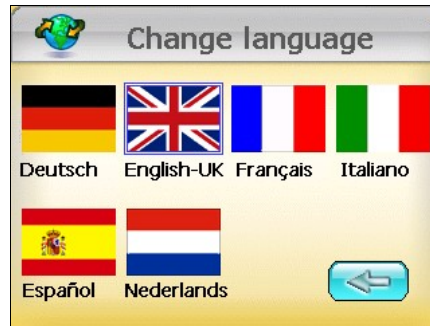 Change language
Deutsch English-UK Français Italiano
Español Nederlands